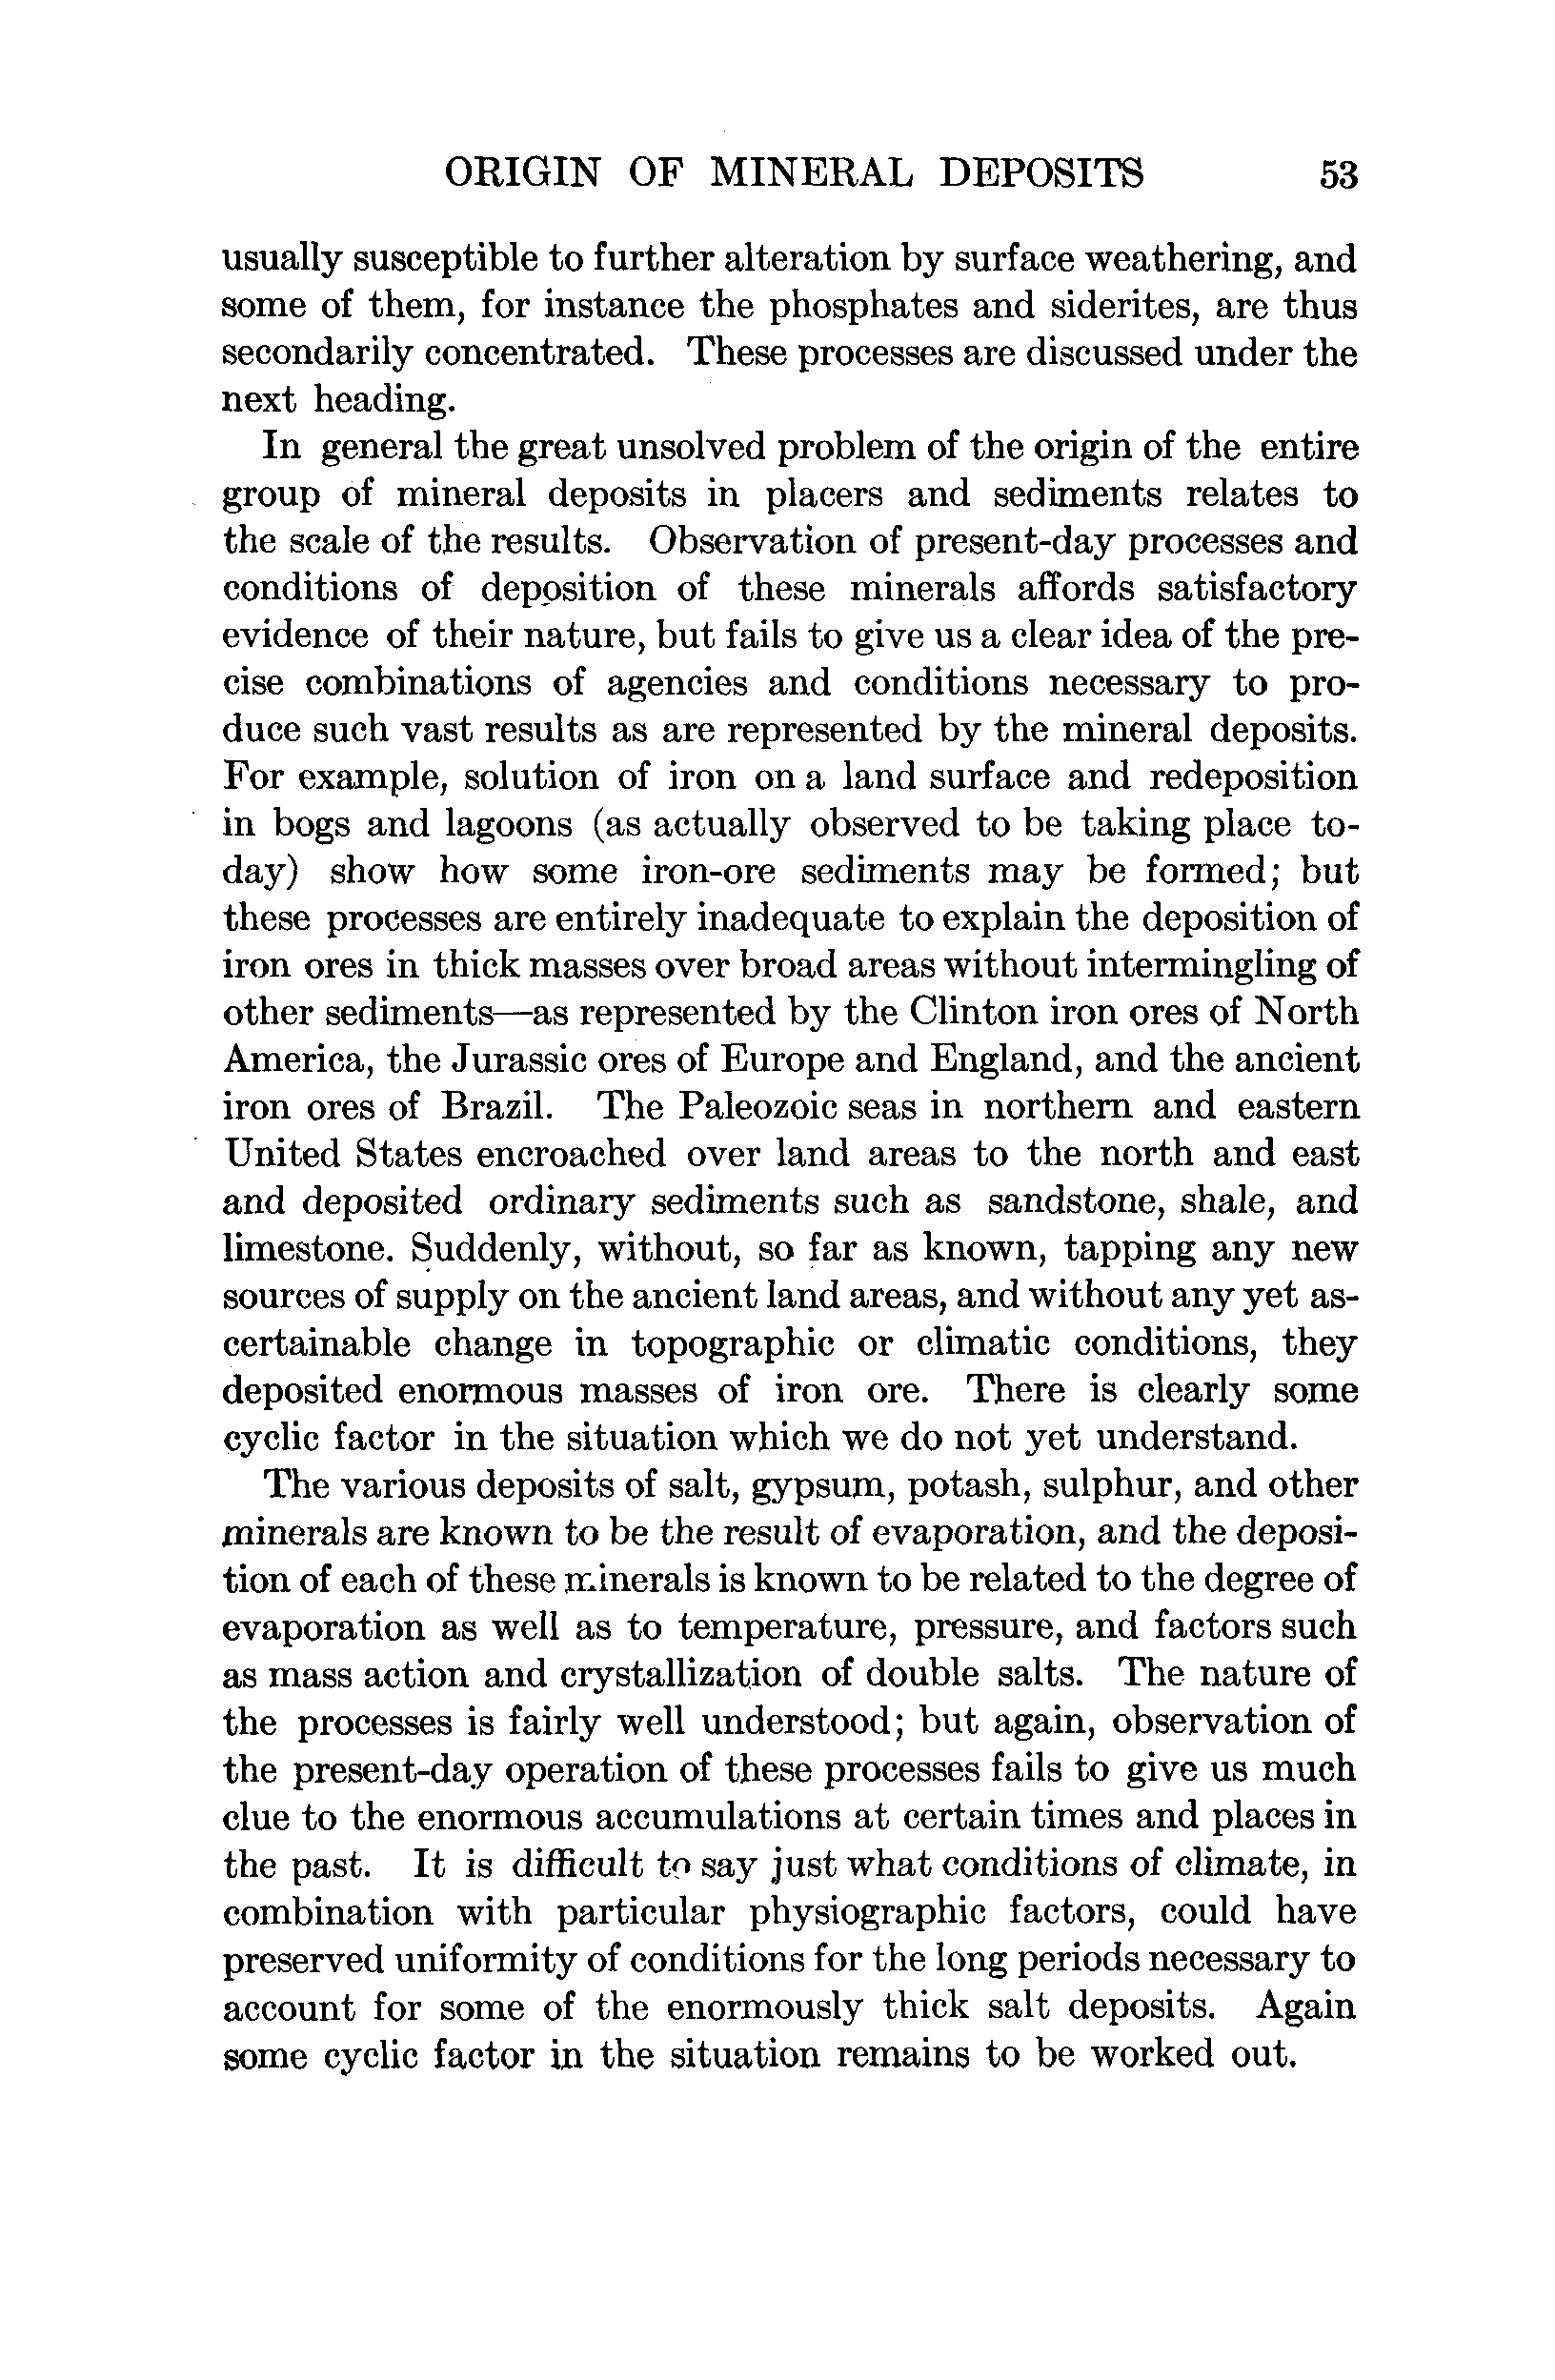 ORIGIN OF MINERAL DEPOSITS 53
usually susceptible to further alteration by surface weathering, and
some of them, for instance the phosphates and siderites, are thus
secondarily concentrated. These processes are discussed under the
next heading.
In general the great unsolved problem of the origin of the entire
group of mineral deposits in placers and sediments relates to
the scale of the results. Observation of present-day processes and
conditions of deposition of these minerals affords satisfactory
evidence of their nature, but fails to give us a clear idea of the pre-
cise combinations of agencies and conditions necessary to pro-
duce such vast results as are represented by the mineral deposits.
For example, solution of iron on a land surface and redeposition
in bogs and lagoons (as actually observed to be taking place to-
day) show how some iron-ore sediments may be formed; but
these processes are entirely inadequate to explain the deposition of
iron ores in thick masses over broad areas without intermingling of
other sediments—as represented by the Clinton iron ores of North
America, the Jurassic ores of Europe and England, and the ancient
iron ores of Brazil. The Paleozoic seas in northern and eastern
United States encroached over land areas to the north and east
and deposited ordinary sediments such as sandstone, shale, and
limestone. Suddenly, without, so far as known, tapping any new
sources of supply on the ancient land areas, and without any yet as-
certainable change in topographic or climatic conditions, they
deposited enormous masses of iron ore. There is clearly some
cyclic factor in the situation which we do not yet understand.
The various deposits of salt, gypsum, potash, sulphur, and other
minerals are known to be the result of evaporation, and the deposi-
tion of each of these minerals is known to be related to the degree of
evaporation as well as to temperature, pressure, and factors such
as mass action and crystallization of double salts. The nature of
the processes is fairly well understood; but again, observation of
the present-day operation of these processes fails to give us much
clue to the enormous accumulations at certain times and places in
the past. It is difficult to say just what conditions of climate, in
combination with particular physiographic factors, could have
preserved uniformity of conditions for the long periods necessary to
account for some of the enormously thick salt deposits. Again
some cyclic factor in the situation remains to be worked out.